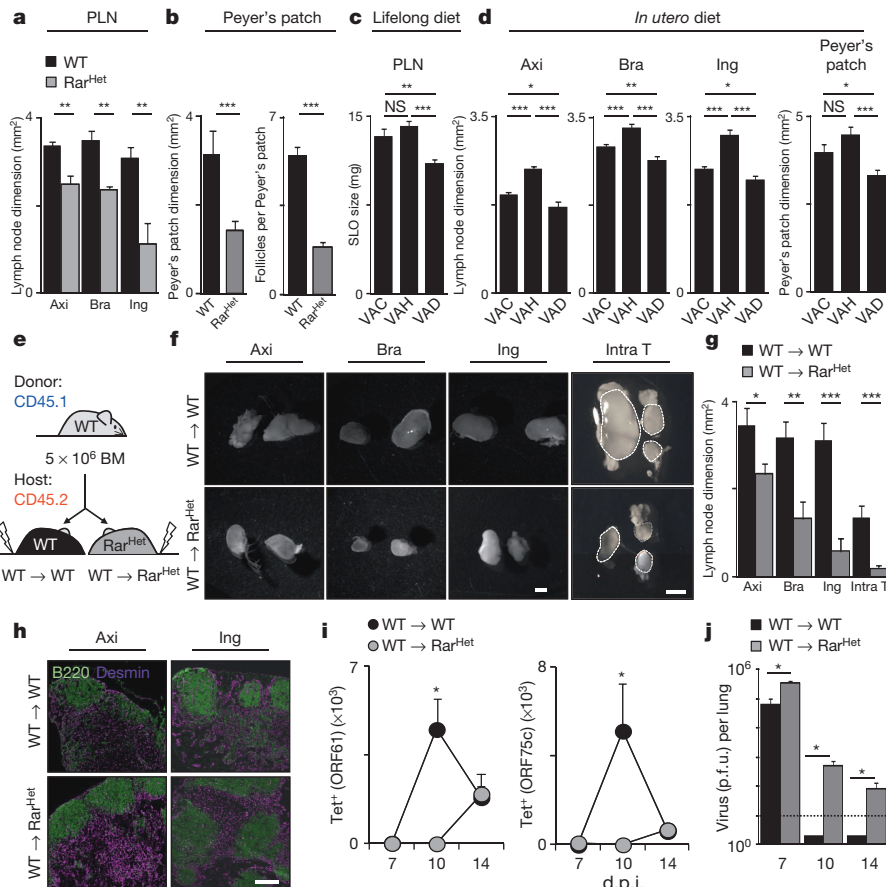 a
PLN
WT
Rar^Het
**
**
**
Lymph node dimension (mm²)
4
2
0
Axi
Bra
Ing
b
Peyer's patch
***
Peyer's patch dimension (mm²)
4
2
0
WT
Rar^Het
***
Follicles per Peyer's patch
7
0
WT
Rar^Het
c
Lifelong diet
PLN
**
NS
***
SLO size (mg)
15
0
VAC
VAH
VAD
d
In utero diet
Axi
*
***
***
Lymph node dimension (mm²)
3.5
0
VAC
VAH
VAD
Bra
**
***
***
3.5
0
VAC
VAH
VAD
Ing
*
***
***
3.5
0
VAC
VAH
VAD
Peyer's
patch
*
NS
***
Peyer's patch dimension (mm²)
5
0
VAC
VAH
VAD
e
Donor:
CD45.1
WT
5 × 10⁶ BM
Host:
CD45.2
WT
Rar^Het
WT → WT
WT → Rar^Het
f
Axi
Bra
Ing
Intra T
WT → WT
WT → Rar^Het
g
WT → WT
WT → Rar^Het
*
**
***
***
Lymph node dimension (mm²)
4
2
0
Axi
Bra
Ing
Intra T
h
Axi
Ing
B220 Desmin
WT → WT
WT → Rar^Het
i
WT → WT
WT → Rar^Het
*
Tet⁺ (ORF61) (×10³)
7
0
7
10
14
*
Tet⁺ (ORF75c) (×10³)
8
0
7
10
14
d.p.i.
j
WT → WT
WT → Rar^Het
*
*
*
Virus (p.f.u.) per lung
10⁶
10⁰
7
10
14